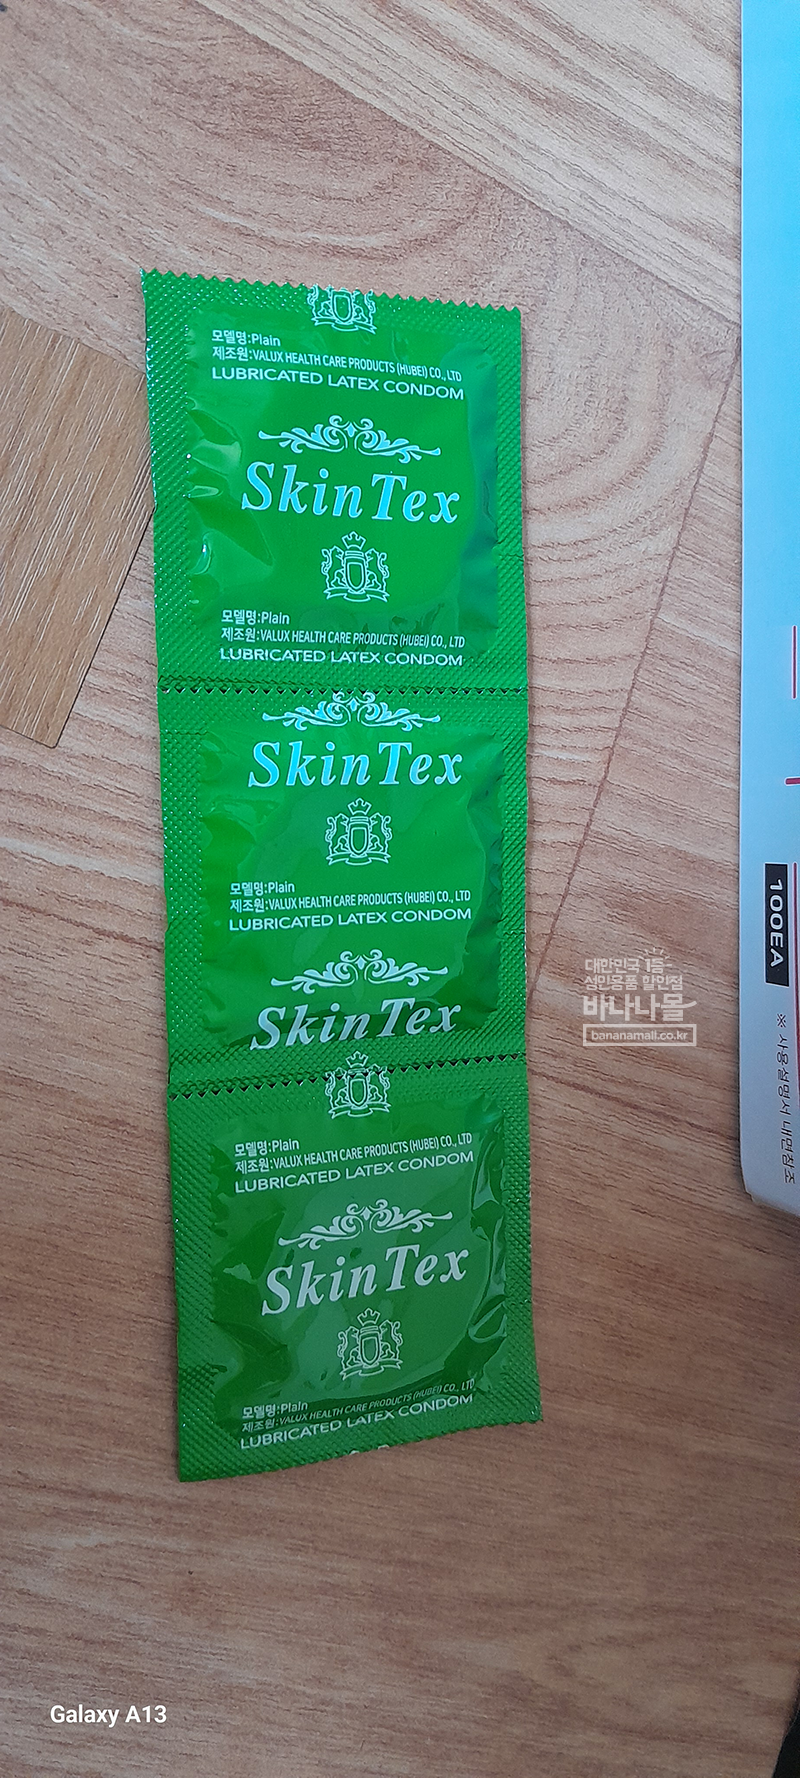 모델명:Plain
제조원:VALUX HEALTH CARE PRODUCTS (HUBEI) CO., LTD
LUBRICATED LATEX CONDOM
SkinTex
모델명:Plain
제조원:VALUX HEALTH CARE PRODUCTS (HUBEI) CO., LTD
LUBRICATED LATEX CONDOM
SkinTex
모델명:Plain
제조원:VALUX HEALTH CARE PRODUCTS (HUBEI) CO., LTD
LUBRICATED LATEX CONDOM
SkinTex
모델명:Plain
제조원:VALUX HEALTH CARE PRODUCTS (HUBEI) CO., LTD
LUBRICATED LATEX CONDOM
SkinTex
모델명:Plain
제조원:VALUX HEALTH CARE PRODUCTS (HUBEI) CO., LTD
LUBRICATED LATEX CONDOM
100EA
※ 사용설명서 내면참조
대한민국 1등
성인용품 할인점
바나나몰
bananamall.co.kr
Galaxy A13